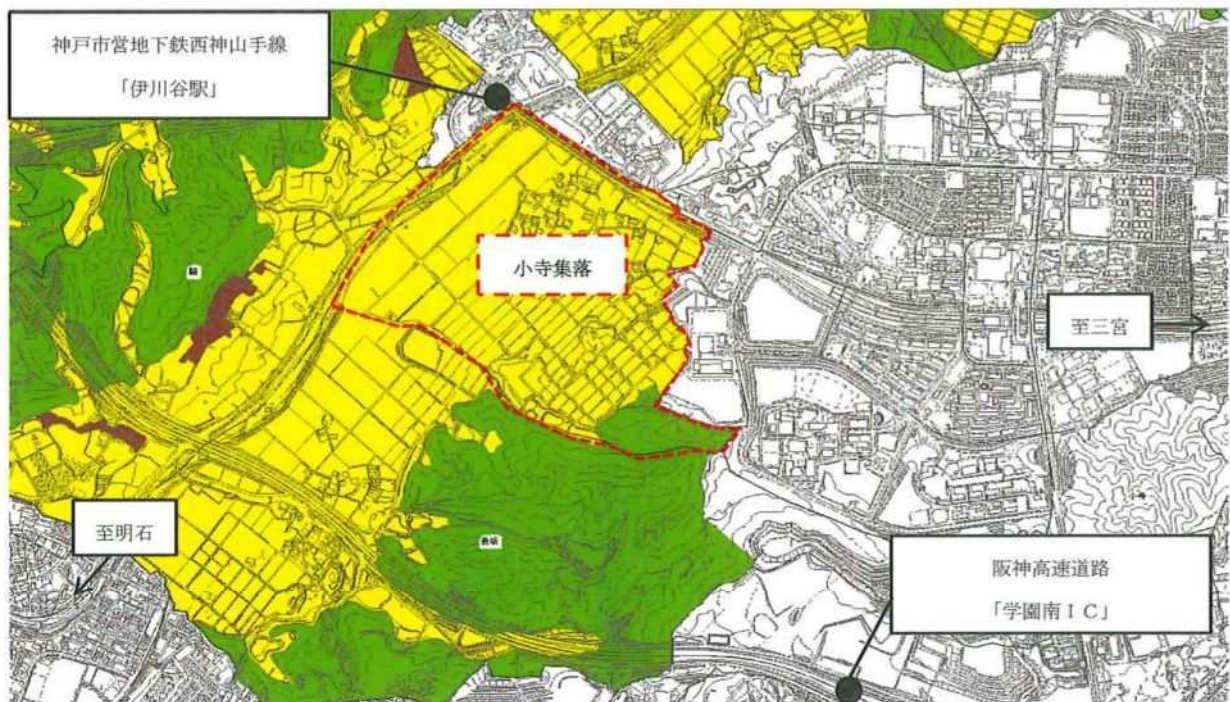 神戸市営地下鉄西神山手線
「伊川谷駅」
小寺集落
至三宮
至明石
阪神高速道路
「学園南ＩＣ」